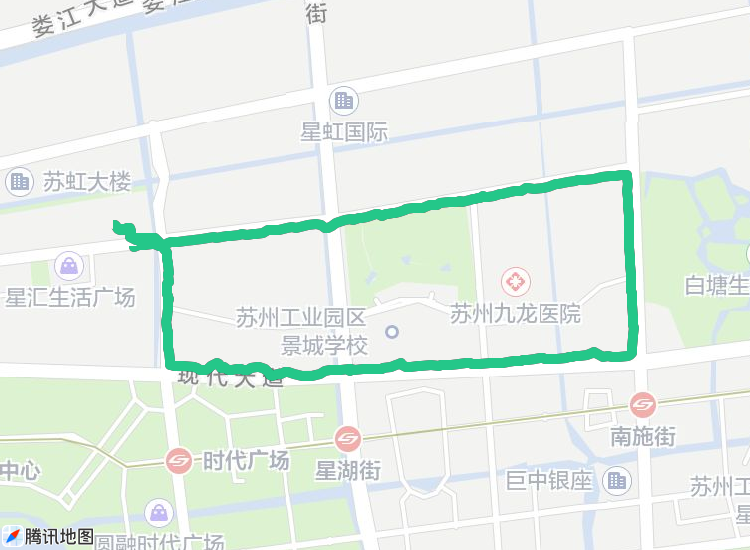 娄江大道
娄江
街
星虹国际
苏虹大楼
星汇生活广场
苏州工业园区
景城学校
苏州九龙医院
白塘生
现代大道
时代广场
星湖街
南施街
中心
巨中银座
苏州工
星
圆融时代广场
腾讯地图